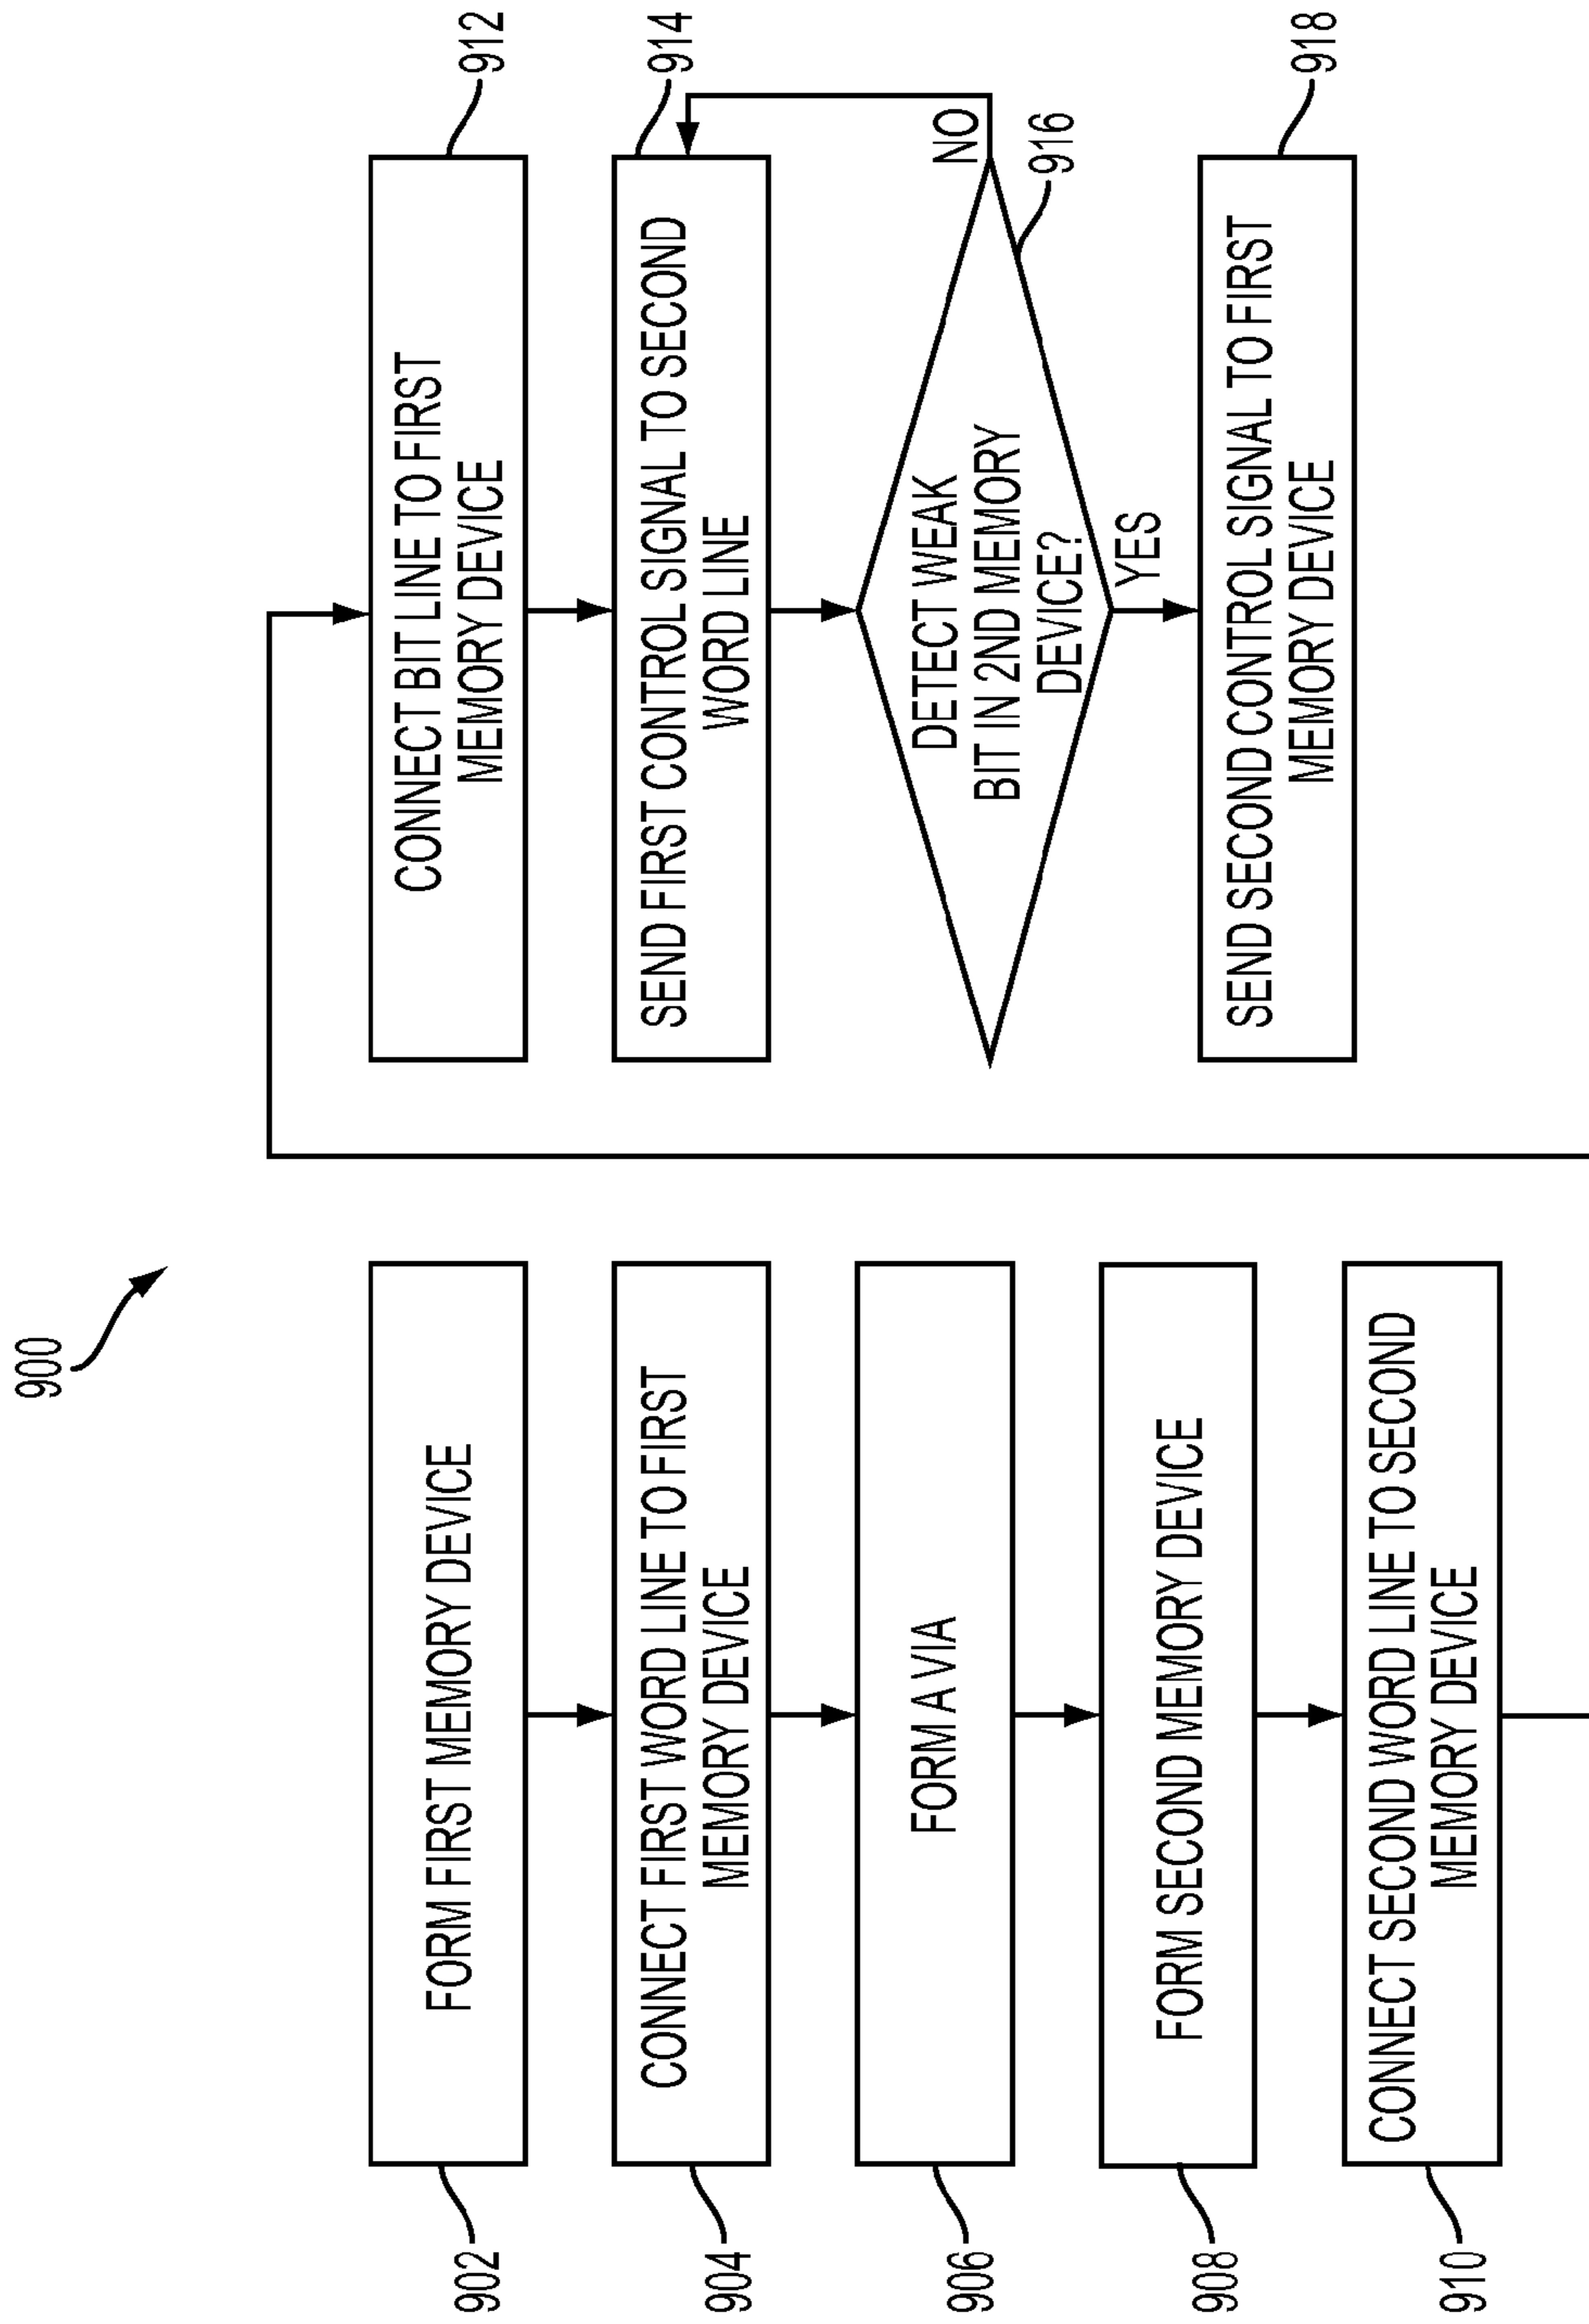 900
902
FORM FIRST MEMORY DEVICE
904
CONNECT FIRST WORD LINE TO FIRST
MEMORY DEVICE
906
FORM A VIA
908
FORM SECOND MEMORY DEVICE
910
CONNECT SECOND WORD LINE TO SECOND
MEMORY DEVICE
CONNECT BIT LINE TO FIRST
MEMORY DEVICE
912
SEND FIRST CONTROL SIGNAL TO SECOND
WORD LINE
914
DETECT WEAK
BIT IN 2ND MEMORY
DEVICE?
NO
916
YES
SEND SECOND CONTROL SIGNAL TO FIRST
MEMORY DEVICE
918